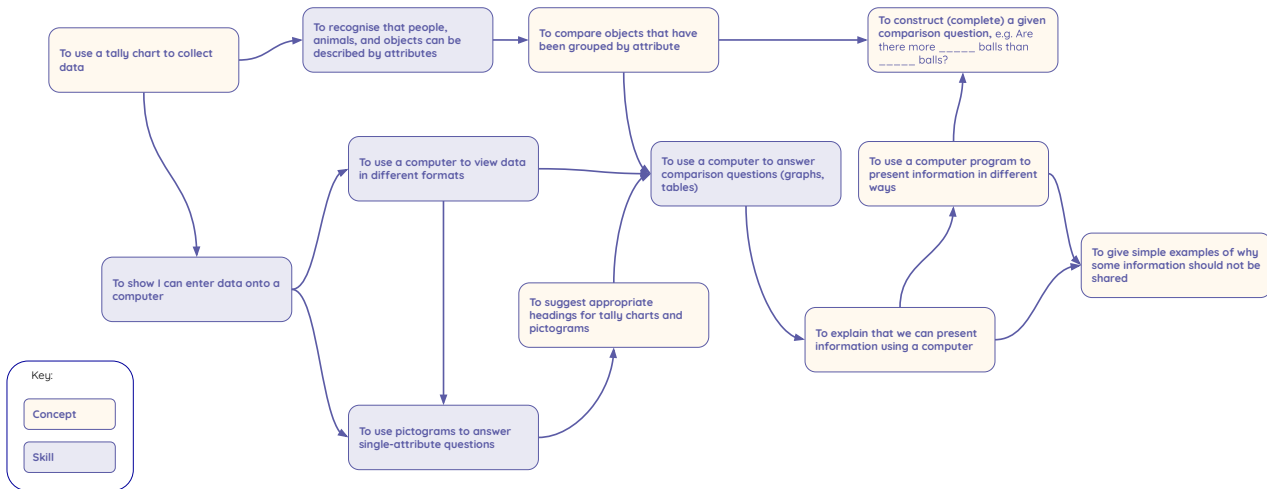 To use a tally chart to collect
data
To recognise that people,
animals, and objects can be
described by attributes
To compare objects that have
been grouped by attribute
To construct (complete) a given
comparison question, e.g. Are
there more _____ balls than
_____ balls?
To use a computer to view data
in different formats
To use a computer to answer
comparison questions (graphs,
tables)
To use a computer program to
present information in different
ways
To give simple examples of why
some information should not be
shared
To show I can enter data onto a
computer
To suggest appropriate
headings for tally charts and
pictograms
To explain that we can present
information using a computer
To use pictograms to answer
single-attribute questions
Key:
Concept
Skill